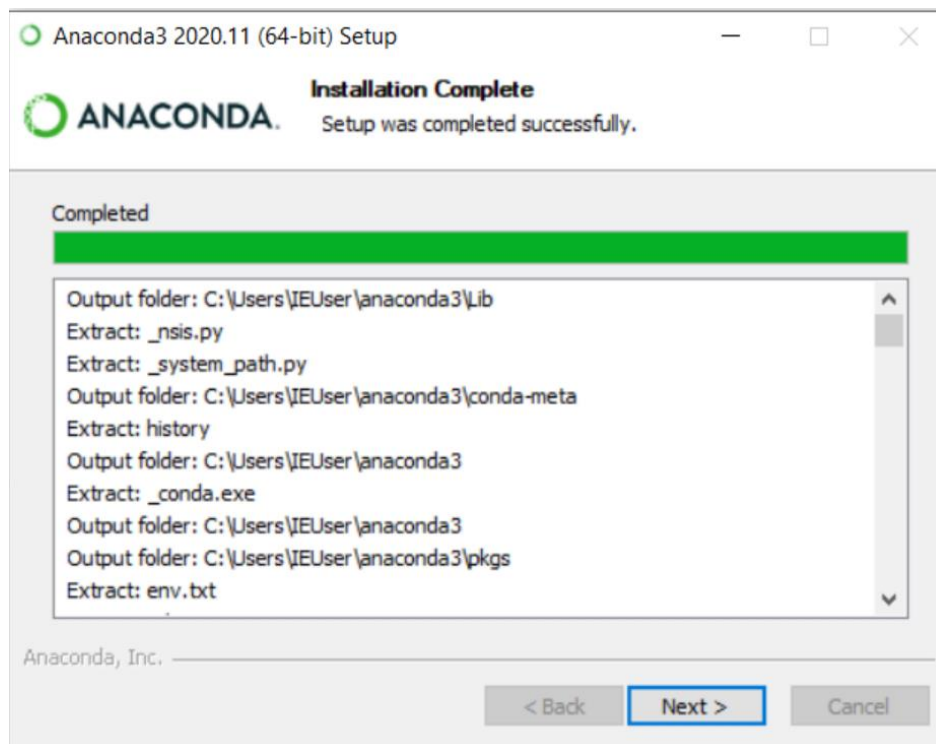 Anaconda3 2020.11 (64-bit) Setup
ANACONDA.
Installation Complete
Setup was completed successfully.
Completed
Output folder: C:\Users\IEUser\anaconda3\Lib
Extract: _nsis.py
Extract: _system_path.py
Output folder: C:\Users\IEUser\anaconda3\conda-meta
Extract: history
Output folder: C:\Users\IEUser\anaconda3
Extract: _conda.exe
Output folder: C:\Users\IEUser\anaconda3
Output folder: C:\Users\IEUser\anaconda3\pkgs
Extract: env.txt
Anaconda, Inc.
< Back Next > Cancel